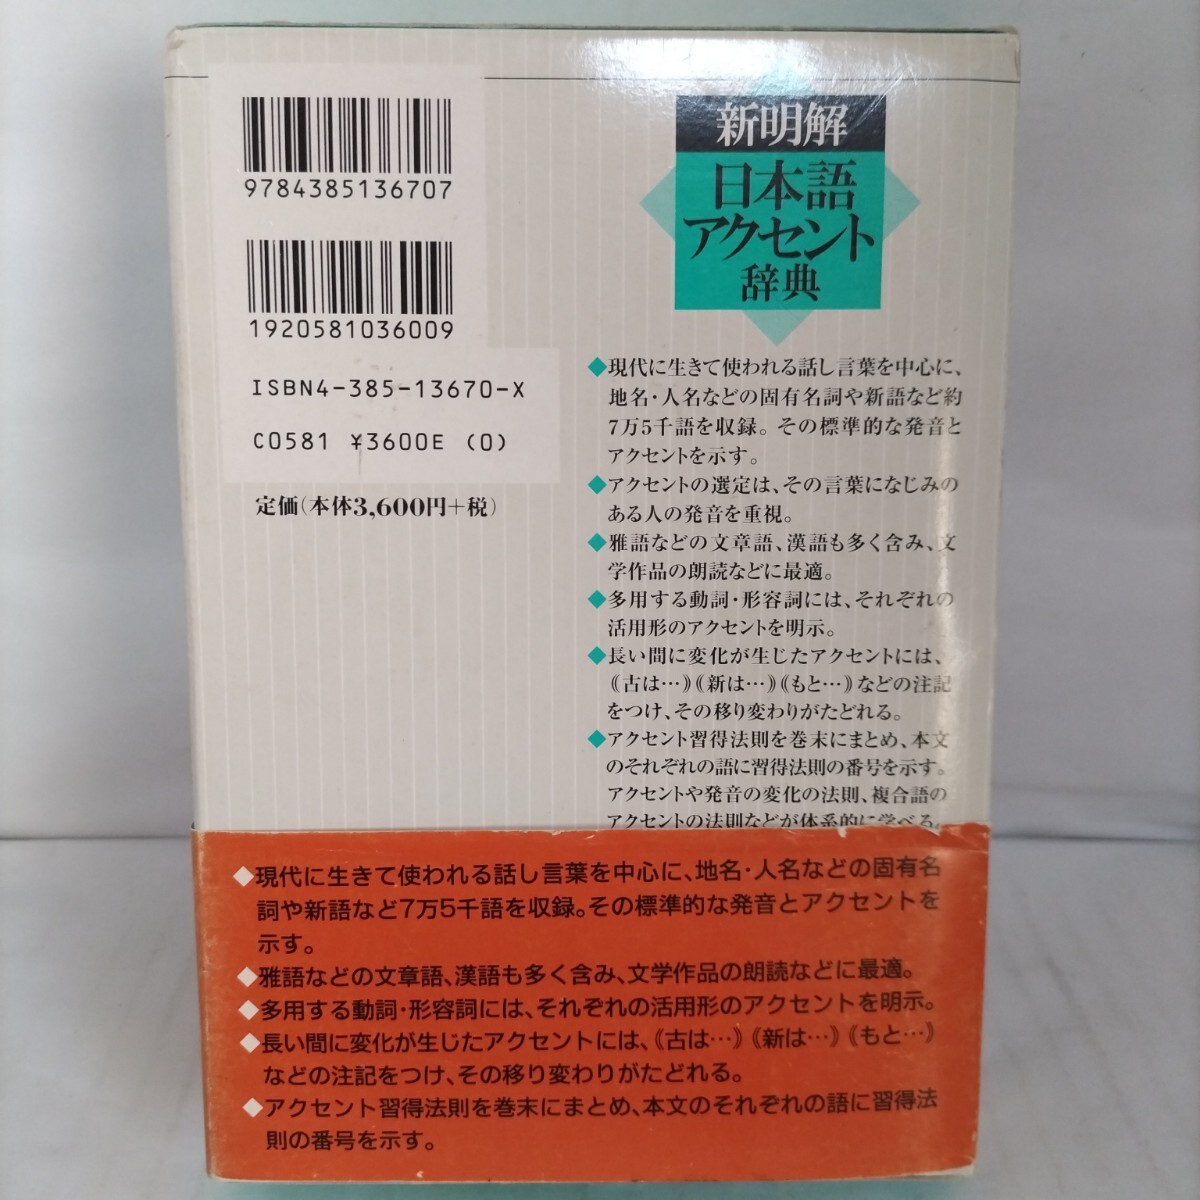 9784385136707
1920581036009
ISBN4-385-13670-X
C0581 ¥3600E (0)
定価(本体3,600円+税)
新明解
日本語
アクセント
辞典
◆現代に生きて使われる話し言葉を中心に、
地名・人名などの固有名詞や新語など約
7万5千語を収録。その標準的な発音と
アクセントを示す。
◆アクセントの選定は、その言葉になじみの
ある人の発音を重視。
◆雅語などの文章語、漢語も多く含み、文
学作品の朗読などに最適。
◆多用する動詞・形容詞には、それぞれの
活用形のアクセントを明示。
◆長い間に変化が生じたアクセントには、
《古は…》《新は…》《もと…》などの注記
をつけ、その移り変わりがたどれる。
◆アクセント習得法則を巻末にまとめ、本文
のそれぞれの語に習得法則の番号を示す。
アクセントや発音の変化の法則、複合語の
アクセントの法則などが体系的に学べる。
◆現代に生きて使われる話し言葉を中心に、地名・人名などの固有名
詞や新語など7万5千語を収録。その標準的な発音とアクセントを
示す。
◆雅語などの文章語、漢語も多く含み、文学作品の朗読などに最適。
◆多用する動詞・形容詞には、それぞれの活用形のアクセントを明示。
◆長い間に変化が生じたアクセントには、《古は…》《新は…》《もと…》
などの注記をつけ、その移り変わりがたどれる。
◆アクセント習得法則を巻末にまとめ、本文のそれぞれの語に習得法
則の番号を示す。